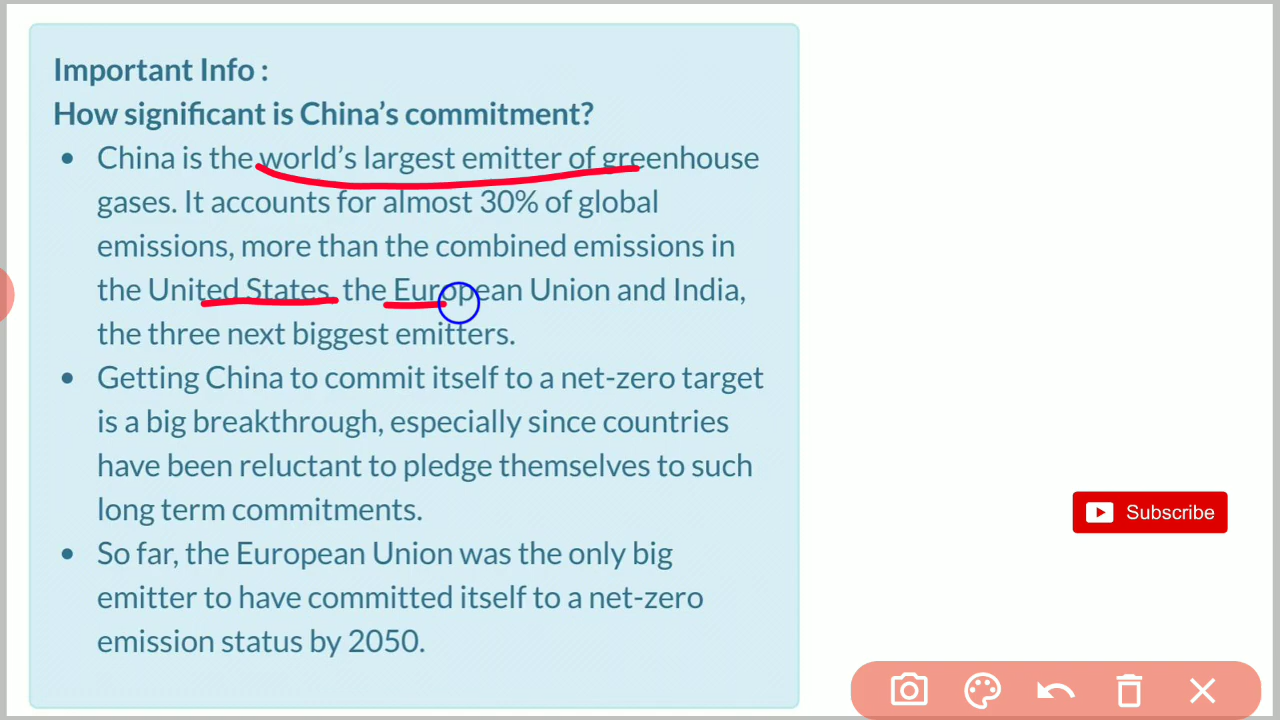 Important Info :
How significant is China's commitment?
• China is the world's largest emitter of greenhouse
gases. It accounts for almost 30% of global
emissions, more than the combined emissions in
the United States, the European Union and India,
the three next biggest emitters.
• Getting China to commit itself to a net-zero target
is a big breakthrough, especially since countries
have been reluctant to pledge themselves to such
long term commitments.
• So far, the European Union was the only big
emitter to have committed itself to a net-zero
emission status by 2050.
Subscribe